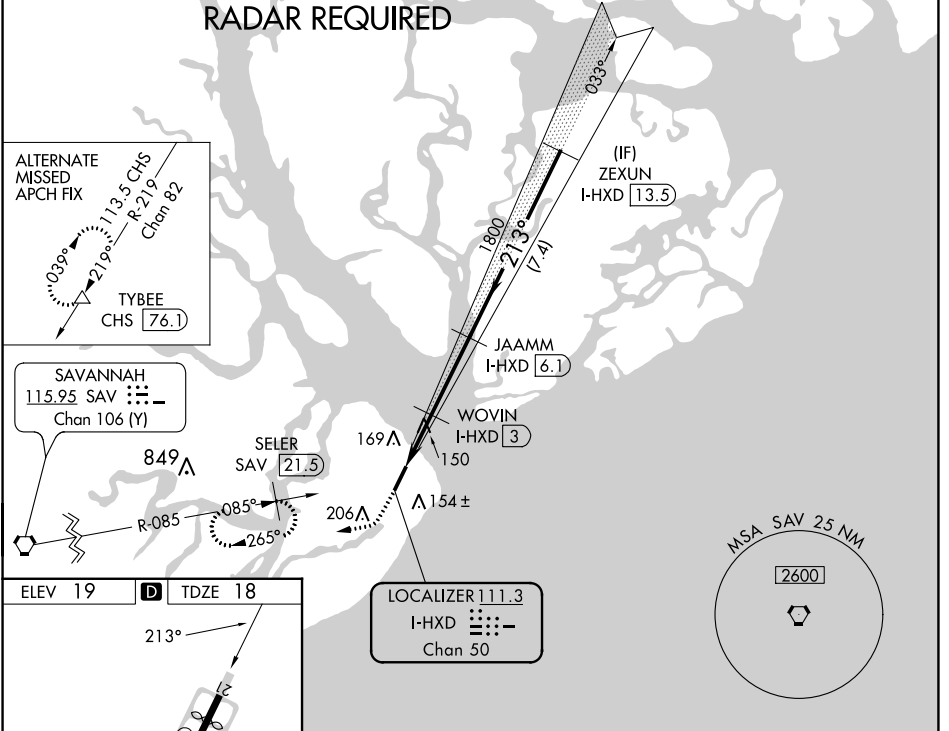 RADAR REQUIRED
033°
(IF)
ZEXUN
I-HXD 13.5
1800
213°
(7.4)
ALTERNATE
MISSED
APCH FIX
113.5 CHS
R-219
Chan 82
039°
219°
TYBEE
CHS 76.1
JAAMM
I-HXD 6.1
SAVANNAH
115.95 SAV
Chan 106 (Y)
WOVIN
I-HXD 3
169
150
849
SELER
SAV 21.5
206
154 ±
R-085
085°
265°
MSA SAV 25 NM
2600
LOCALIZER 111.3
I-HXD
Chan 50
ELEV 19 D TDZE 18
213°
21